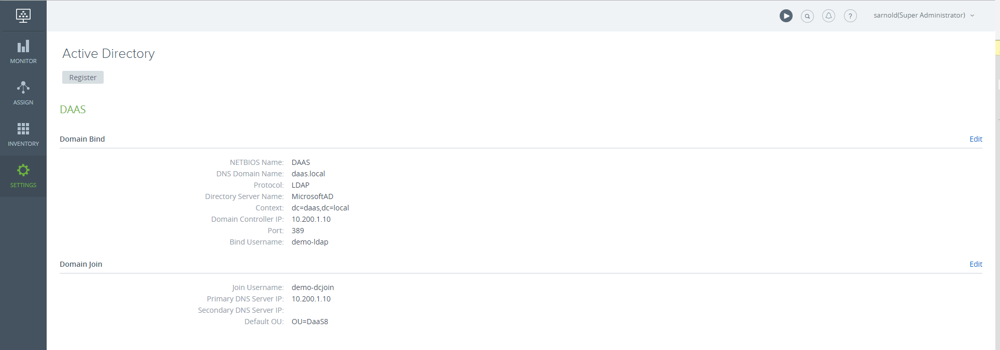 sarnold(Super Administrator)
MONITOR
ASSIGN
INVENTORY
SETTINGS
Active Directory
Register
DAAS
Domain Bind Edit
NETBIOS Name: DAAS
DNS Domain Name: daas.local
Protocol: LDAP
Directory Server Name: MicrosoftAD
Context: dc=daas,dc=local
Domain Controller IP: 10.200.1.10
Port: 389
Bind Username: demo-ldap
Domain Join Edit
Join Username: demo-dcjoin
Primary DNS Server IP: 10.200.1.10
Secondary DNS Server IP:
Default OU: OU=DaaS8